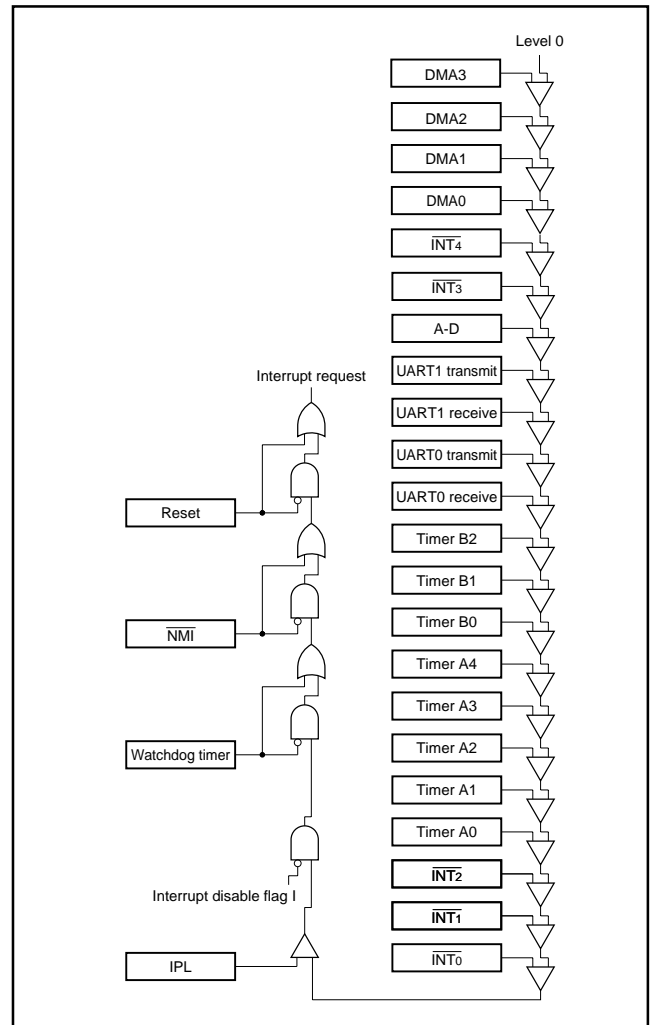 Level 0
DMA3
DMA2
DMA1
DMA0
INT4
INT3
A-D
UART1 transmit
Interrupt request
UART1 receive
UART0 transmit
UART0 receive
Reset
Timer B2
Timer B1
Timer B0
NMI
Timer A4
Timer A3
Timer A2
Watchdog timer
Timer A1
Timer A0
INT2
Interrupt disable flag I
INT1
INT0
IPL